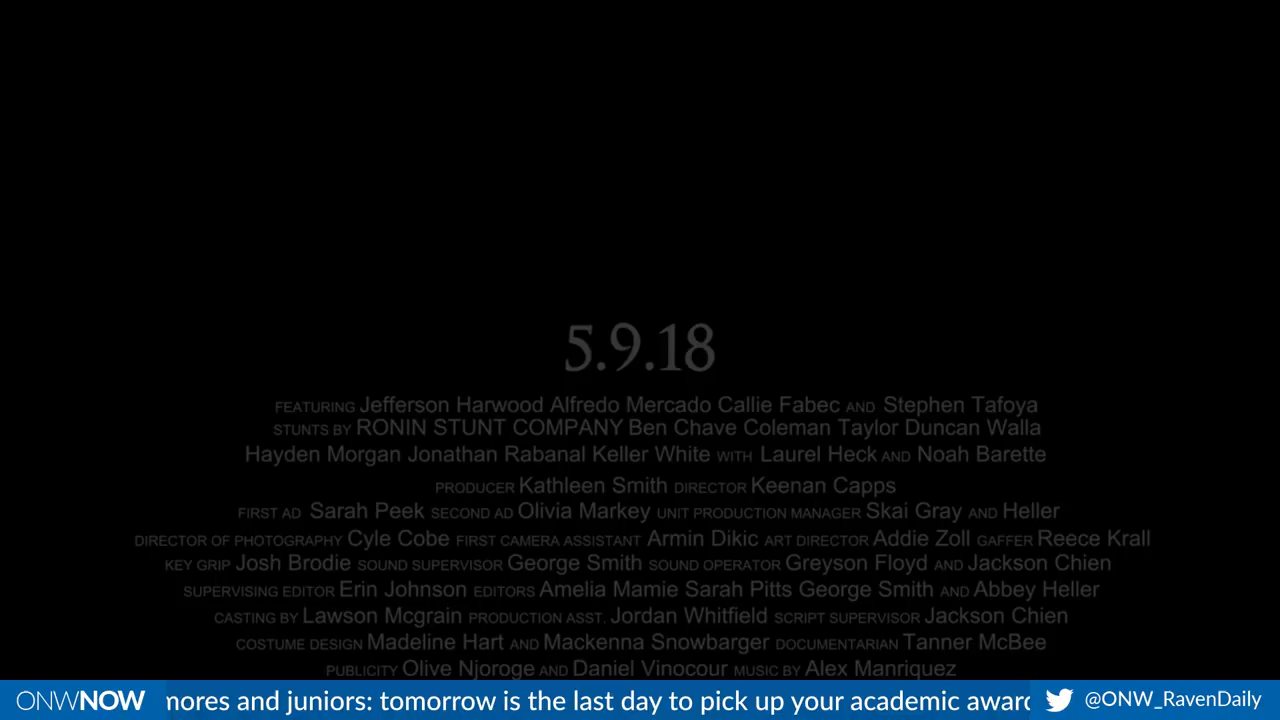 5.9.18
FEATURING Jefferson Harwood Alfredo Mercado Callie Fabec AND Stephen Tafoya
STUNTS BY RONIN STUNT COMPANY Ben Chave Coleman Taylor Duncan Walla
Hayden Morgan Jonathan Rabanal Keller White WITH Laurel Heck AND Noah Barette
PRODUCER Kathleen Smith DIRECTOR Keenan Capps
FIRST AD Sarah Peek SECOND AD Olivia Markey UNIT PRODUCTION MANAGER Skai Gray AND Heller
DIRECTOR OF PHOTOGRAPHY Cyle Cobe FIRST CAMERA ASSISTANT Armin Dikic ART DIRECTOR Addie Zoll GAFFER Reece Krall
KEY GRIP Josh Brodie SOUND SUPERVISOR George Smith SOUND OPERATOR Greyson Floyd AND Jackson Chien
SUPERVISING EDITOR Erin Johnson EDITORS Amelia Mamie Sarah Pitts George Smith AND Abbey Heller
CASTING BY Lawson Mcgrain PRODUCTION ASST. Jordan Whitfield SCRIPT SUPERVISOR Jackson Chien
COSTUME DESIGN Madeline Hart AND Mackenna Snowbarger DOCUMENTARIAN Tanner McBee
PUBLICITY Olive Njoroge AND Daniel Vinocour MUSIC BY Alex Manriquez
ONWNOW mores and juniors: tomorrow is the last day to pick up your academic award @ONW_RavenDaily